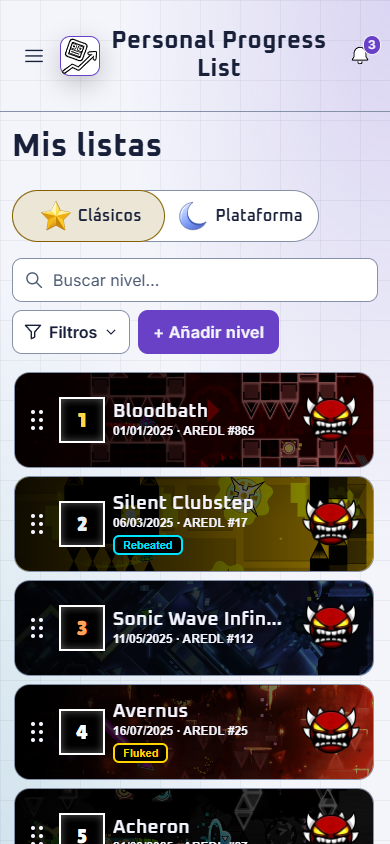 Personal Progress
List
3
Mis listas
Clásicos
Plataforma
Buscar nivel...
Filtros
+ Añadir nivel
1
Bloodbath
01/01/2025 · AREDL #865
2
Silent Clubstep
06/03/2025 · AREDL #17
Rebeated
3
Sonic Wave Infin...
11/05/2025 · AREDL #112
4
Avernus
16/07/2025 · AREDL #25
Fluked
5
Acheron